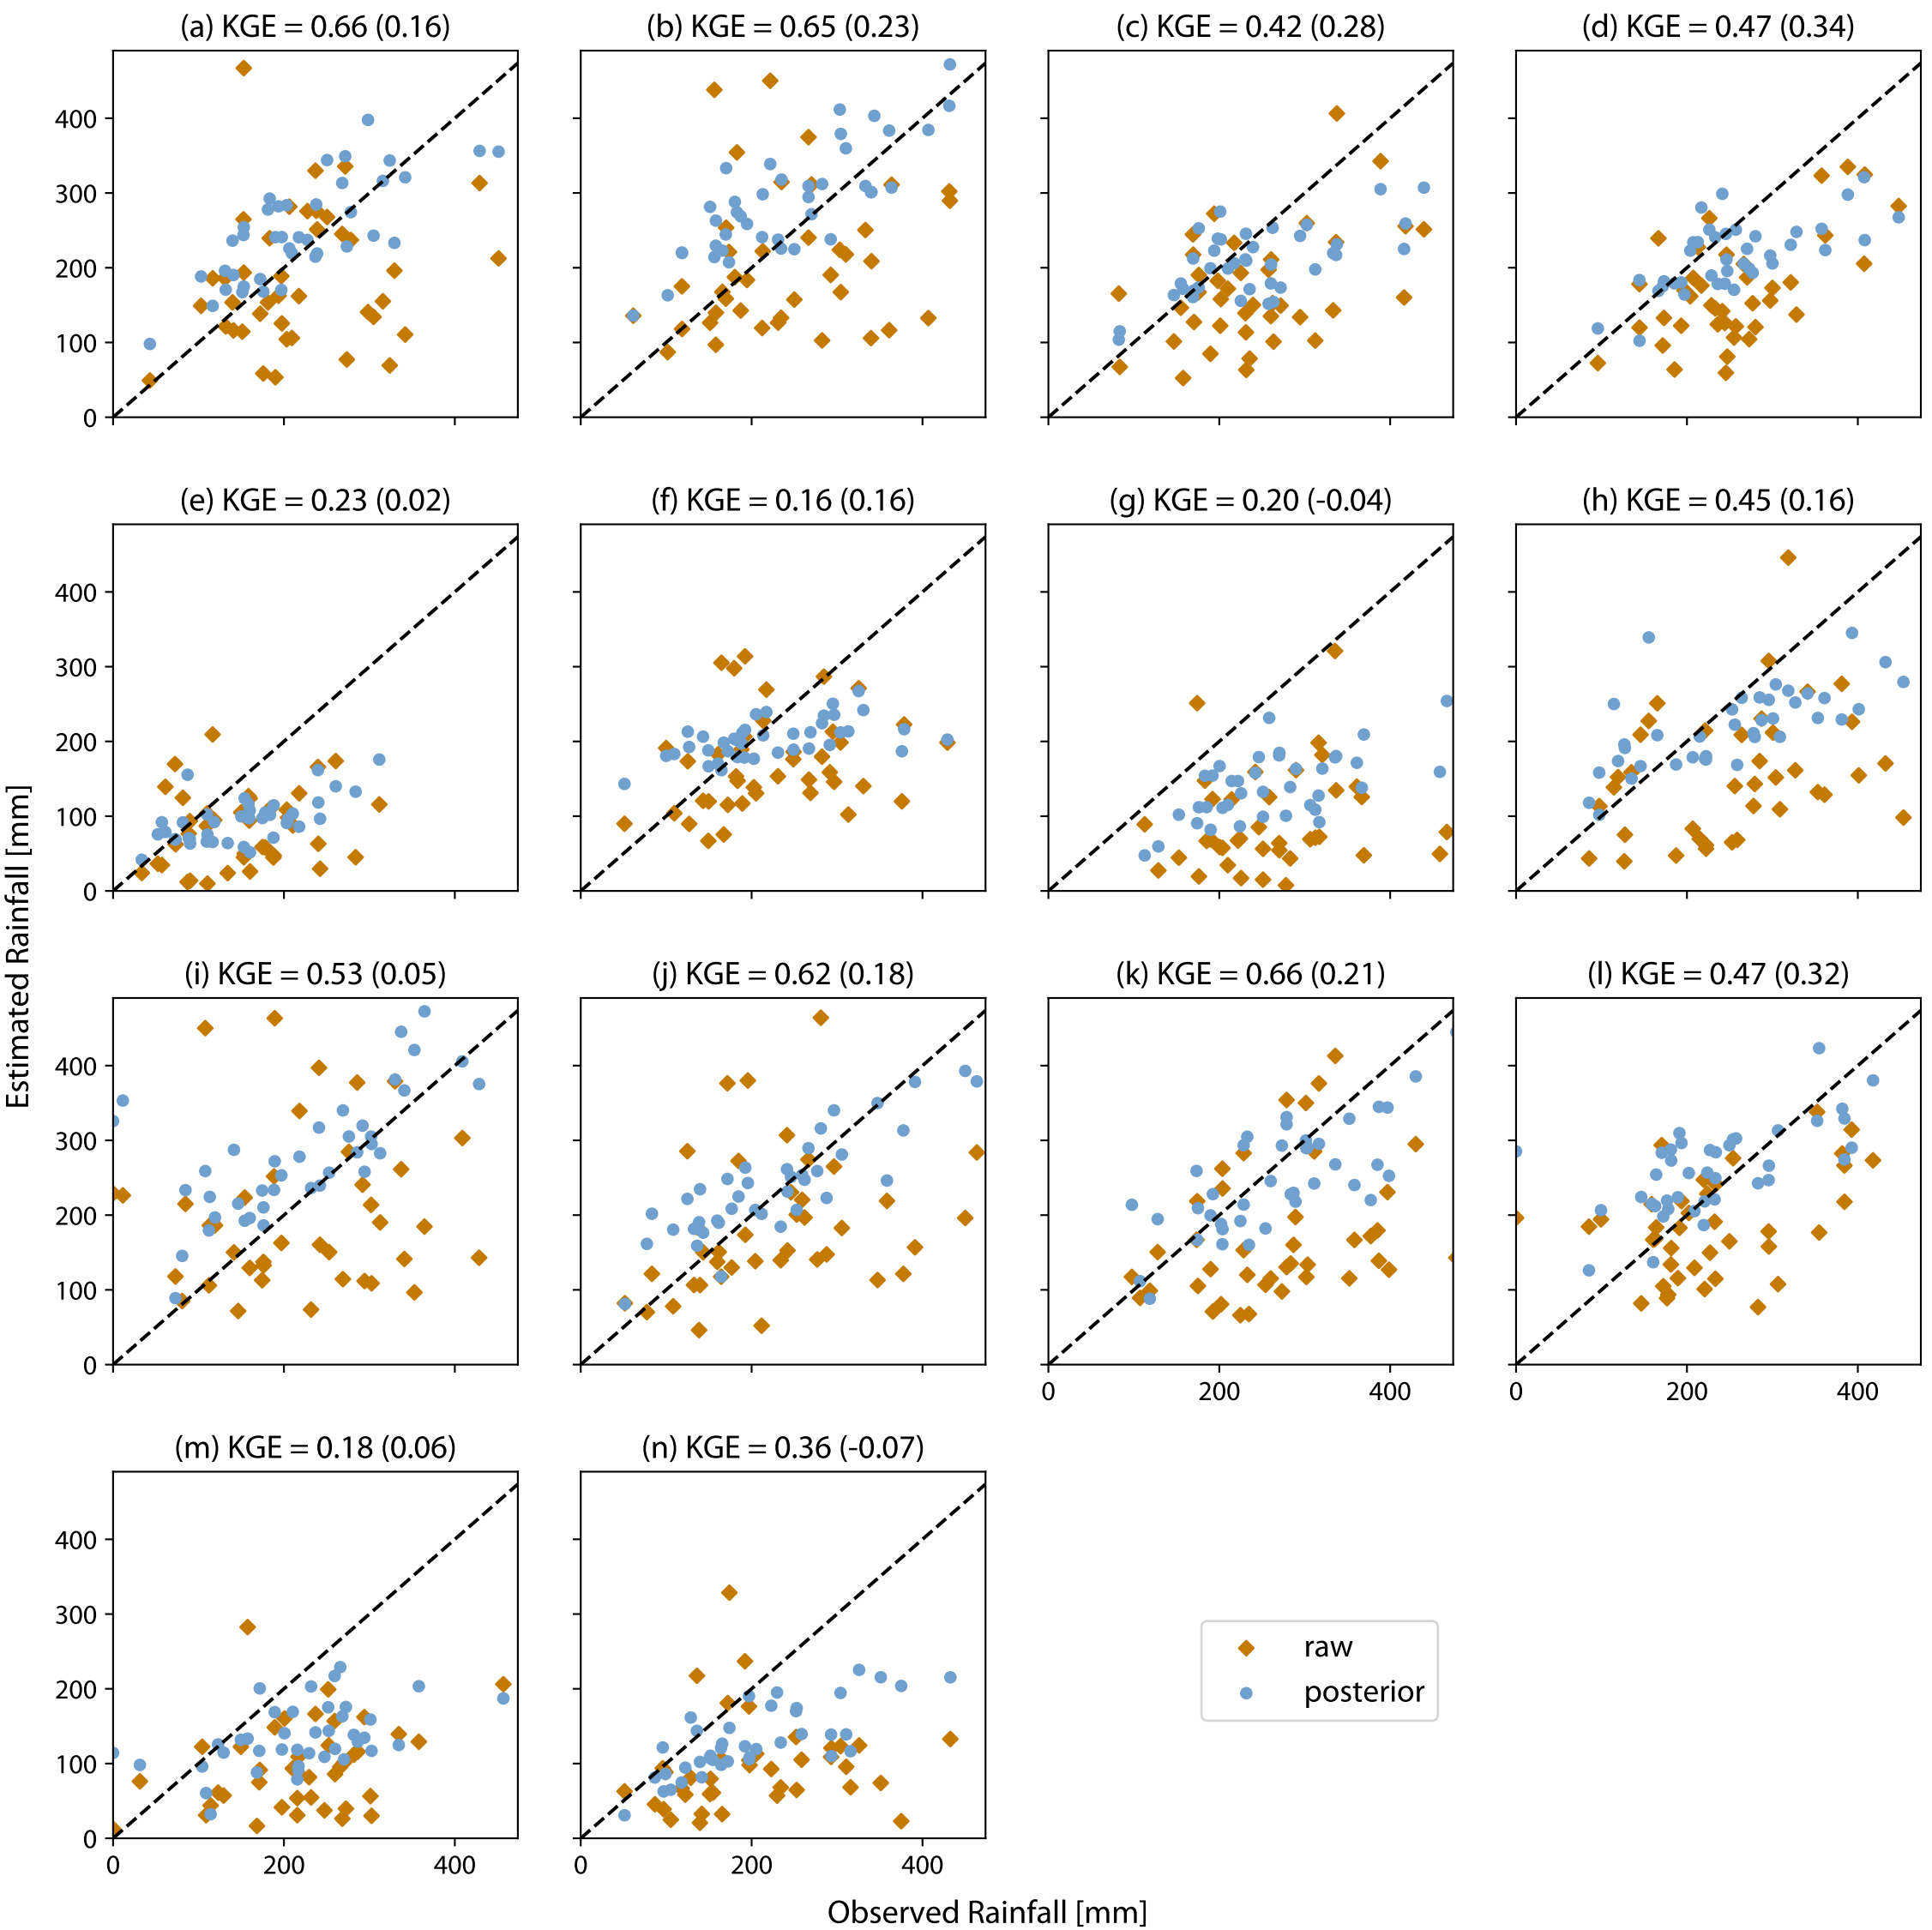 (a) KGE = 0.66 (0.16)
(b) KGE = 0.65 (0.23)
(c) KGE = 0.42 (0.28)
(d) KGE = 0.47 (0.34)
400
300
200
100
0
(e) KGE = 0.23 (0.02)
(f) KGE = 0.16 (0.16)
(g) KGE = 0.20 (-0.04)
(h) KGE = 0.45 (0.16)
400
300
200
100
0
Estimated Rainfall [mm]
(i) KGE = 0.53 (0.05)
(j) KGE = 0.62 (0.18)
(k) KGE = 0.66 (0.21)
(l) KGE = 0.47 (0.32)
400
300
200
100
0
0 200 400
0 200 400
(m) KGE = 0.18 (0.06)
(n) KGE = 0.36 (-0.07)
400
300
200
100
0
0 200 400
0 200 400
raw
posterior
Observed Rainfall [mm]